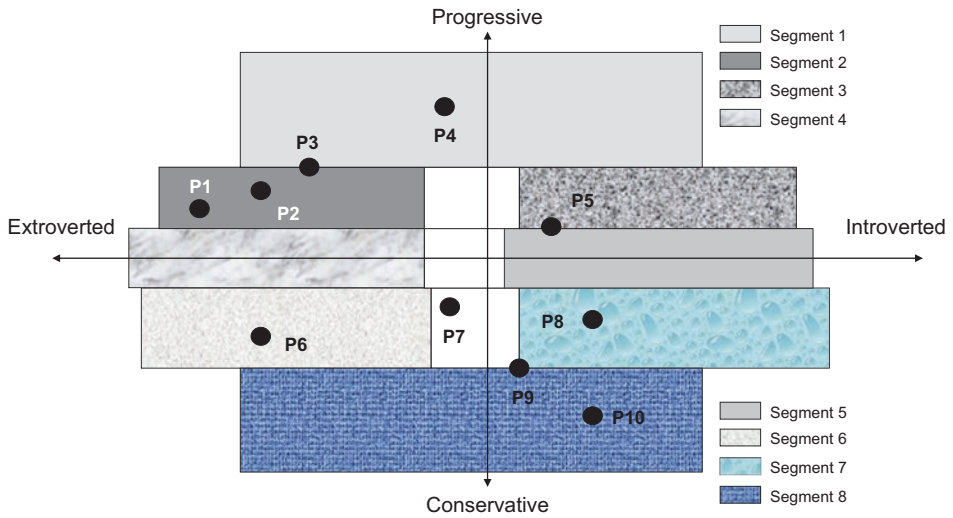 Progressive
Segment 1
Segment 2
Segment 3
Segment 4
P4
P3
P1
P2
P5
Extroverted
Introverted
P7
P8
P6
P9
P10
Segment 5
Segment 6
Segment 7
Segment 8
Conservative